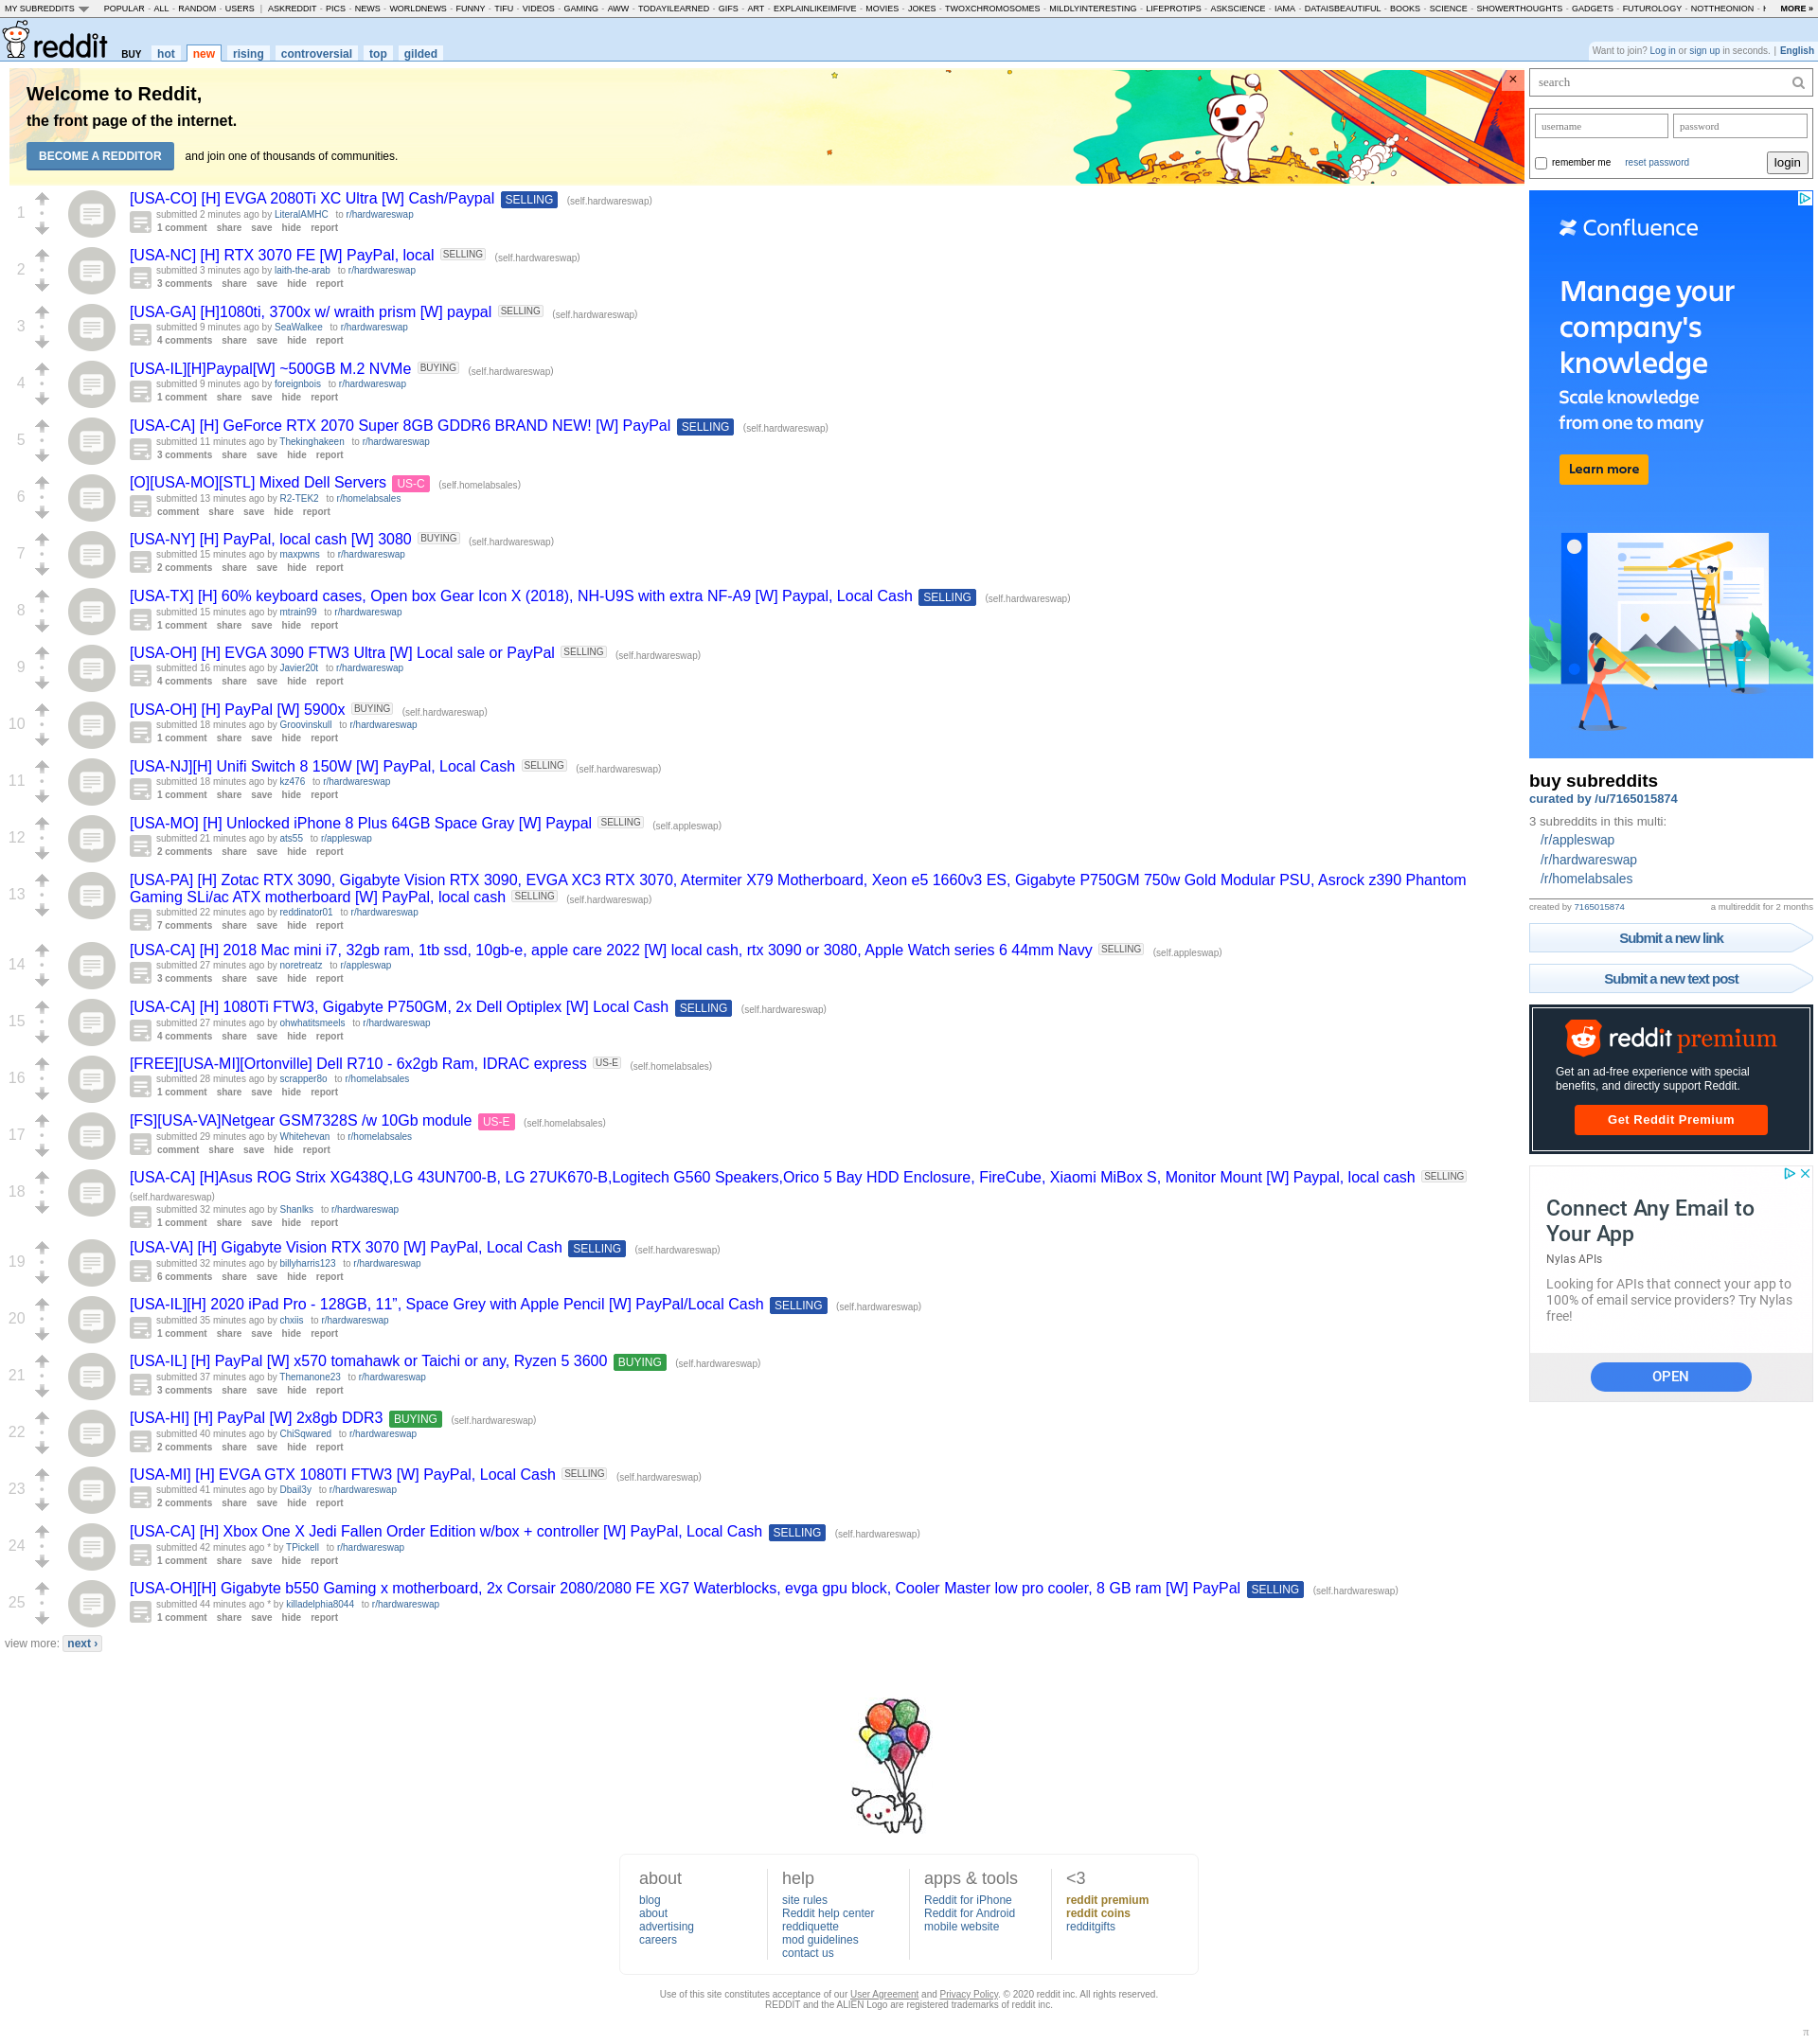 MY SUBREDDITS POPULAR - ALL - RANDOM - USERS | ASKREDDIT - PICS - NEWS - WORLDNEWS - FUNNY - TIFU - VIDEOS - GAMING - AWW - TODAYILEARNED - GIFS - ART - EXPLAINLIKEIMFIVE - MOVIES - JOKES - TWOXCHROMOSOMES - MILDLYINTERESTING - LIFEPROTIPS - ASKSCIENCE - IAMA - DATAISBEAUTIFUL - BOOKS - SCIENCE - SHOWERTHOUGHTS - GADGETS - FUTUROLOGY - NOTTHEONION - MORE »
reddit BUY hot new rising controversial top gilded
Want to join? Log in or sign up in seconds. | English
Welcome to Reddit,
the front page of the internet.
BECOME A REDDITOR and join one of thousands of communities.
1
[USA-CO] [H] EVGA 2080Ti XC Ultra [W] Cash/Paypal SELLING (self.hardwareswap)
submitted 2 minutes ago by LiteralAMHC to r/hardwareswap
1 comment share save hide report
2
[USA-NC] [H] RTX 3070 FE [W] PayPal, local SELLING (self.hardwareswap)
submitted 3 minutes ago by laith-the-arab to r/hardwareswap
3 comments share save hide report
3
[USA-GA] [H]1080ti, 3700x w/ wraith prism [W] paypal SELLING (self.hardwareswap)
submitted 9 minutes ago by SeaWalkee to r/hardwareswap
4 comments share save hide report
4
[USA-IL][H]Paypal[W] ~500GB M.2 NVMe BUYING (self.hardwareswap)
submitted 9 minutes ago by foreignbois to r/hardwareswap
1 comment share save hide report
5
[USA-CA] [H] GeForce RTX 2070 Super 8GB GDDR6 BRAND NEW! [W] PayPal SELLING (self.hardwareswap)
submitted 11 minutes ago by Thekinghakeen to r/hardwareswap
3 comments share save hide report
6
[O][USA-MO][STL] Mixed Dell Servers US-C (self.homelabsales)
submitted 13 minutes ago by R2-TEK2 to r/homelabsales
comment share save hide report
7
[USA-NY] [H] PayPal, local cash [W] 3080 BUYING (self.hardwareswap)
submitted 15 minutes ago by maxpwns to r/hardwareswap
2 comments share save hide report
8
[USA-TX] [H] 60% keyboard cases, Open box Gear Icon X (2018), NH-U9S with extra NF-A9 [W] Paypal, Local Cash SELLING (self.hardwareswap)
submitted 15 minutes ago by mtrain99 to r/hardwareswap
1 comment share save hide report
9
[USA-OH] [H] EVGA 3090 FTW3 Ultra [W] Local sale or PayPal SELLING (self.hardwareswap)
submitted 16 minutes ago by Javier20t to r/hardwareswap
4 comments share save hide report
10
[USA-OH] [H] PayPal [W] 5900x BUYING (self.hardwareswap)
submitted 18 minutes ago by Groovinskull to r/hardwareswap
1 comment share save hide report
11
[USA-NJ][H] Unifi Switch 8 150W [W] PayPal, Local Cash SELLING (self.hardwareswap)
submitted 18 minutes ago by kz476 to r/hardwareswap
1 comment share save hide report
12
[USA-MO] [H] Unlocked iPhone 8 Plus 64GB Space Gray [W] Paypal SELLING (self.appleswap)
submitted 21 minutes ago by ats55 to r/appleswap
2 comments share save hide report
13
[USA-PA] [H] Zotac RTX 3090, Gigabyte Vision RTX 3090, EVGA XC3 RTX 3070, Atermiter X79 Motherboard, Xeon e5 1660v3 ES, Gigabyte P750GM 750w Gold Modular PSU, Asrock z390 Phantom
Gaming SLi/ac ATX motherboard [W] PayPal, local cash SELLING (self.hardwareswap)
submitted 22 minutes ago by reddinator01 to r/hardwareswap
7 comments share save hide report
14
[USA-CA] [H] 2018 Mac mini i7, 32gb ram, 1tb ssd, 10gb-e, apple care 2022 [W] local cash, rtx 3090 or 3080, Apple Watch series 6 44mm Navy SELLING (self.appleswap)
submitted 27 minutes ago by noretreatz to r/appleswap
3 comments share save hide report
15
[USA-CA] [H] 1080Ti FTW3, Gigabyte P750GM, 2x Dell Optiplex [W] Local Cash SELLING (self.hardwareswap)
submitted 27 minutes ago by ohwhatitsmeels to r/hardwareswap
4 comments share save hide report
16
[FREE][USA-MI][Ortonville] Dell R710 - 6x2gb Ram, IDRAC express US-E (self.homelabsales)
submitted 28 minutes ago by scrapper8o to r/homelabsales
1 comment share save hide report
17
[FS][USA-VA]Netgear GSM7328S /w 10Gb module US-E (self.homelabsales)
submitted 29 minutes ago by Whitehevan to r/homelabsales
comment share save hide report
18
[USA-CA] [H]Asus ROG Strix XG438Q,LG 43UN700-B, LG 27UK670-B,Logitech G560 Speakers,Orico 5 Bay HDD Enclosure, FireCube, Xiaomi MiBox S, Monitor Mount [W] Paypal, local cash SELLING
(self.hardwareswap)
submitted 32 minutes ago by Shanlks to r/hardwareswap
1 comment share save hide report
19
[USA-VA] [H] Gigabyte Vision RTX 3070 [W] PayPal, Local Cash SELLING (self.hardwareswap)
submitted 32 minutes ago by billyharris123 to r/hardwareswap
6 comments share save hide report
20
[USA-IL][H] 2020 iPad Pro - 128GB, 11”, Space Grey with Apple Pencil [W] PayPal/Local Cash SELLING (self.hardwareswap)
submitted 35 minutes ago by chxiis to r/hardwareswap
1 comment share save hide report
21
[USA-IL] [H] PayPal [W] x570 tomahawk or Taichi or any, Ryzen 5 3600 BUYING (self.hardwareswap)
submitted 37 minutes ago by Themanone23 to r/hardwareswap
3 comments share save hide report
22
[USA-HI] [H] PayPal [W] 2x8gb DDR3 BUYING (self.hardwareswap)
submitted 40 minutes ago by ChiSqwared to r/hardwareswap
2 comments share save hide report
23
[USA-MI] [H] EVGA GTX 1080TI FTW3 [W] PayPal, Local Cash SELLING (self.hardwareswap)
submitted 41 minutes ago by Dbail3y to r/hardwareswap
2 comments share save hide report
24
[USA-CA] [H] Xbox One X Jedi Fallen Order Edition w/box + controller [W] PayPal, Local Cash SELLING (self.hardwareswap)
submitted 42 minutes ago * by TPickell to r/hardwareswap
1 comment share save hide report
25
[USA-OH][H] Gigabyte b550 Gaming x motherboard, 2x Corsair 2080/2080 FE XG7 Waterblocks, evga gpu block, Cooler Master low pro cooler, 8 GB ram [W] PayPal SELLING (self.hardwareswap)
submitted 44 minutes ago * by killadelphia8044 to r/hardwareswap
1 comment share save hide report
view more: next ›
search
username password
remember me reset password login
Confluence
Manage your
company's
knowledge
Scale knowledge
from one to many
Learn more
buy subreddits
curated by /u/7165015874
3 subreddits in this multi:
/r/appleswap
/r/hardwareswap
/r/homelabsales
created by 7165015874 a multireddit for 2 months
Submit a new link
Submit a new text post
reddit premium
Get an ad-free experience with special
benefits, and directly support Reddit.
Get Reddit Premium
Connect Any Email to
Your App
Nylas APIs
Looking for APIs that connect your app to
100% of email service providers? Try Nylas
free!
OPEN
about
blog
about
advertising
careers
help
site rules
Reddit help center
reddiquette
mod guidelines
contact us
apps & tools
Reddit for iPhone
Reddit for Android
mobile website
<3
reddit premium
reddit coins
redditgifts
Use of this site constitutes acceptance of our User Agreement and Privacy Policy. © 2020 reddit inc. All rights reserved.
REDDIT and the ALIEN Logo are registered trademarks of reddit inc.
π